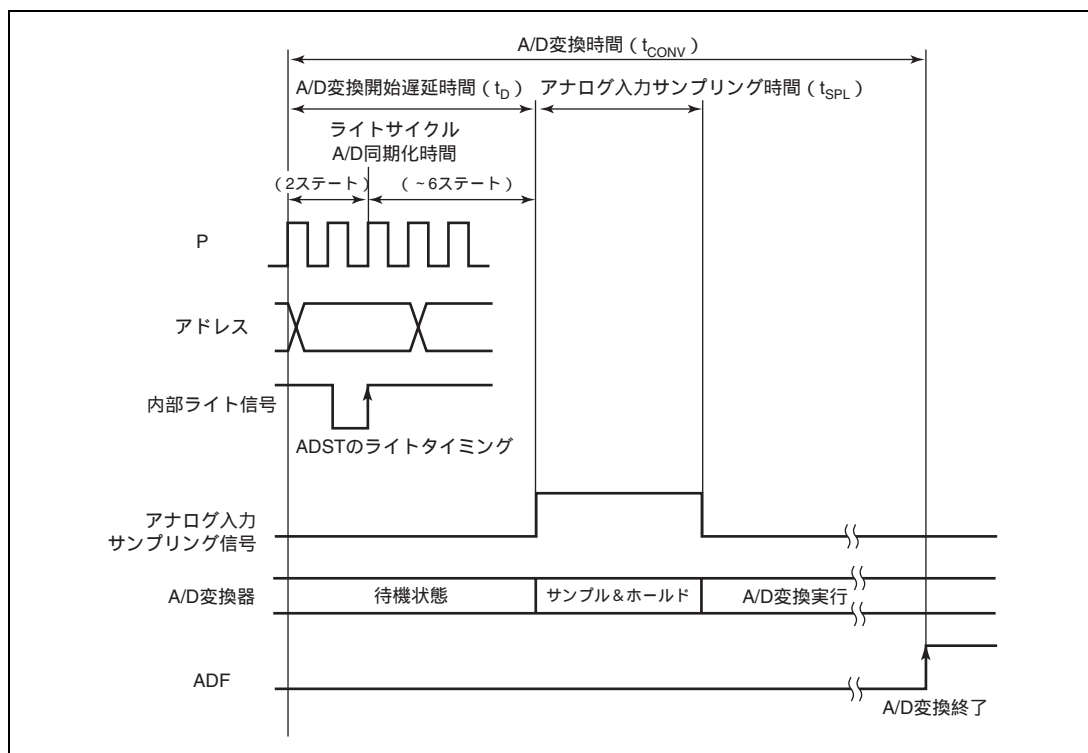 A/D変換時間(tCONV)
A/D変換開始遅延時間(tD)
アナログ入力サンプリング時間(tSPL)
ライトサイクル
A/D同期化時間
(2ステート)
(~6ステート)
P
アドレス
内部ライト信号
ADSTのライトタイミング
アナログ入力
サンプリング信号
A/D変換器
待機状態
サンプル&ホールド
A/D変換実行
ADF
A/D変換終了